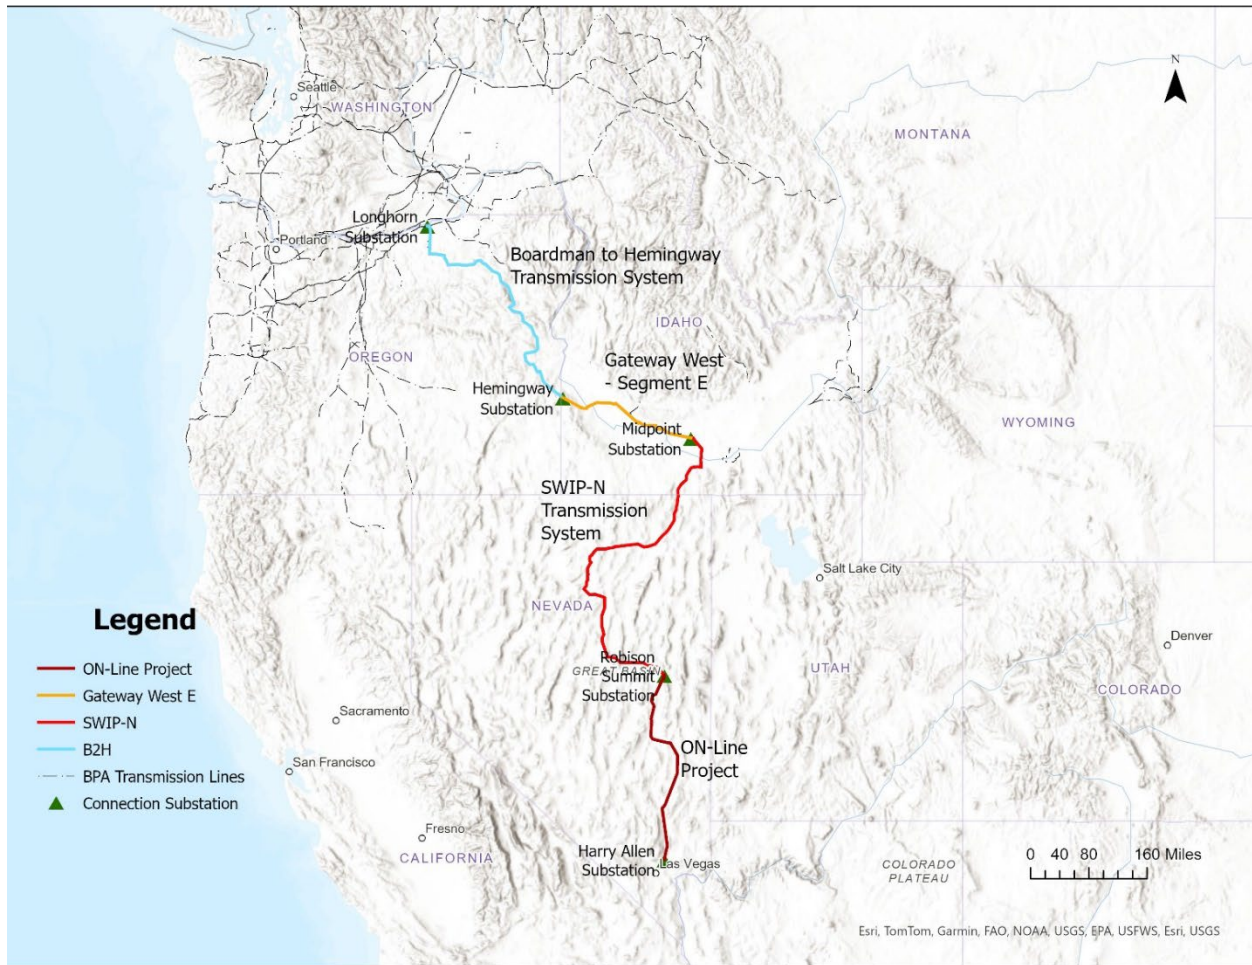 N
Seattle
WASHINGTON
MONTANA
Longhorn
Substation
Portland
Boardman to Hemingway
Transmission System
IDAHO
OREGON
Gateway West
- Segment E
Hemingway
Substation
WYOMING
Midpoint
Substation
SWIP-N
Transmission
System
Salt Lake City
NEVADA
Legend
ON-Line Project
Gateway West E
SWIP-N
B2H
BPA Transmission Lines
Connection Substation
Denver
Robison
Summit
Substation
GREAT BASIN
UTAH
COLORADO
Sacramento
ON-Line
Project
San Francisco
Fresno
CALIFORNIA
Harry Allen
Substation
Las Vegas
COLORADO
PLATEAU
0 40 80 160 Miles
Esri, TomTom, Garmin, FAO, NOAA, USGS, EPA, USFWS, Esri, USGS